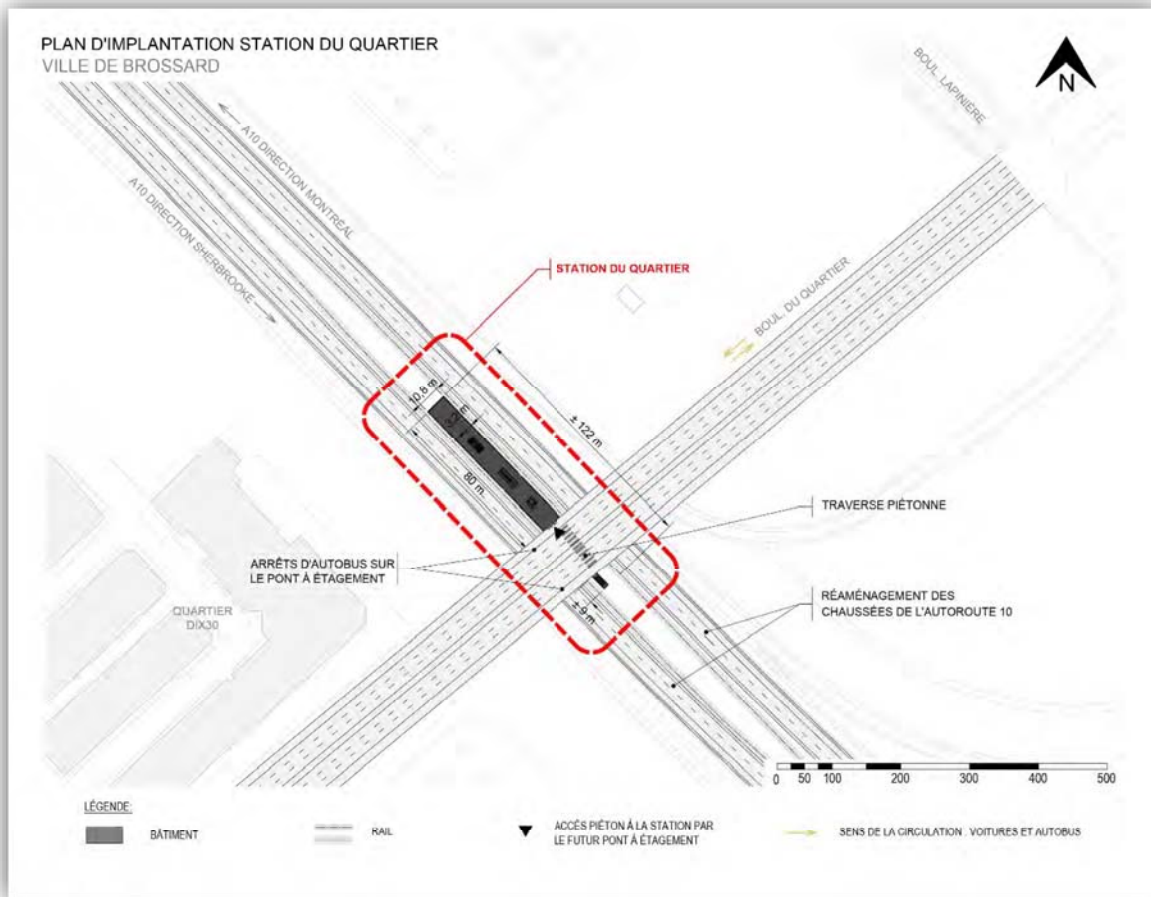 PLAN D'IMPLANTATION STATION DU QUARTIER
VILLE DE BROSSARD
N
BOUL LAPINIÈRE
A10 DIRECTION MONTRÉAL
A10 DIRECTION SHERBROOKE
STATION DU QUARTIER
BOUL. DU QUARTIER
10,8 m
m
± 122 m
80 m.
TRAVERSE PIÉTONNE
ARRÊTS D'AUTOBUS SUR
LE PONT À ÉTAGEMENT
± 9 m.
RÉAMÉNAGEMENT DES
CHAUSSÉES DE L'AUTOROUTE 10
QUARTIER
DIX30
0 50 100 200 300 400 500
LÉGENDE:
BÂTIMENT
RAIL
ACCÈS PIÉTON À LA STATION PAR
LE FUTUR PONT À ÉTAGEMENT
SENS DE LA CIRCULATION : VOITURES ET AUTOBUS